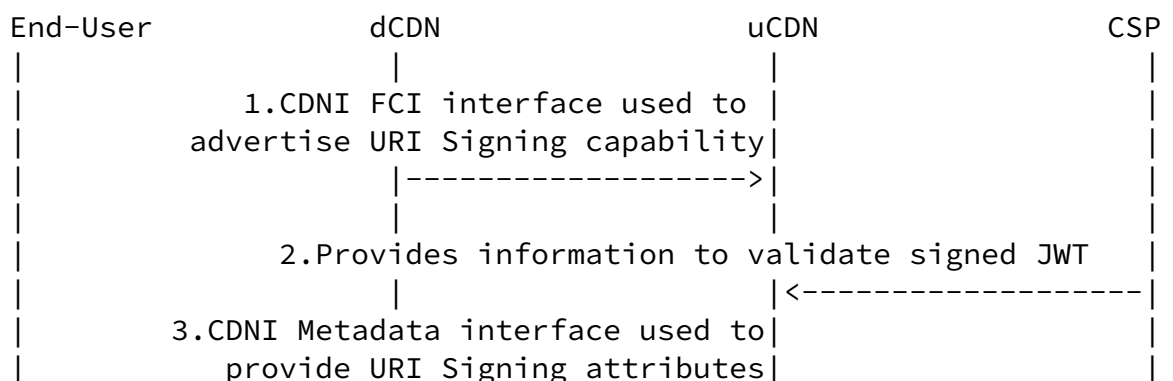 End-User dCDN uCDN CSP
| | | |
| 1.CDNI FCI interface used to | |
| advertise URI Signing capability| |
| |------------------->| |
| | | |
| 2.Provides information to validate signed JWT |
| | |<-------------------|
| 3.CDNI Metadata interface used to| |
| provide URI Signing attributes| |